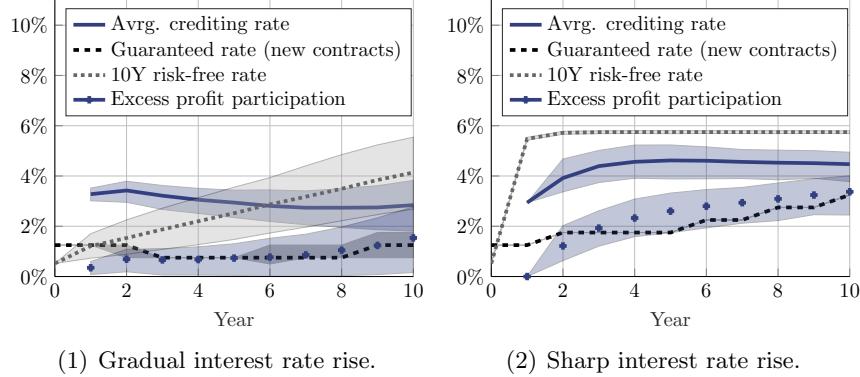 10%
8%
6%
4%
2%
0%
Avrg. crediting rate
Guaranteed rate (new contracts)
10Y risk-free rate
Excess profit participation
0 2 4 6 8 10
Year
(1) Gradual interest rate rise.
10%
8%
6%
4%
2%
0%
Avrg. crediting rate
Guaranteed rate (new contracts)
10Y risk-free rate
Excess profit participation
0 2 4 6 8 10
Year
(2) Sharp interest rate rise.